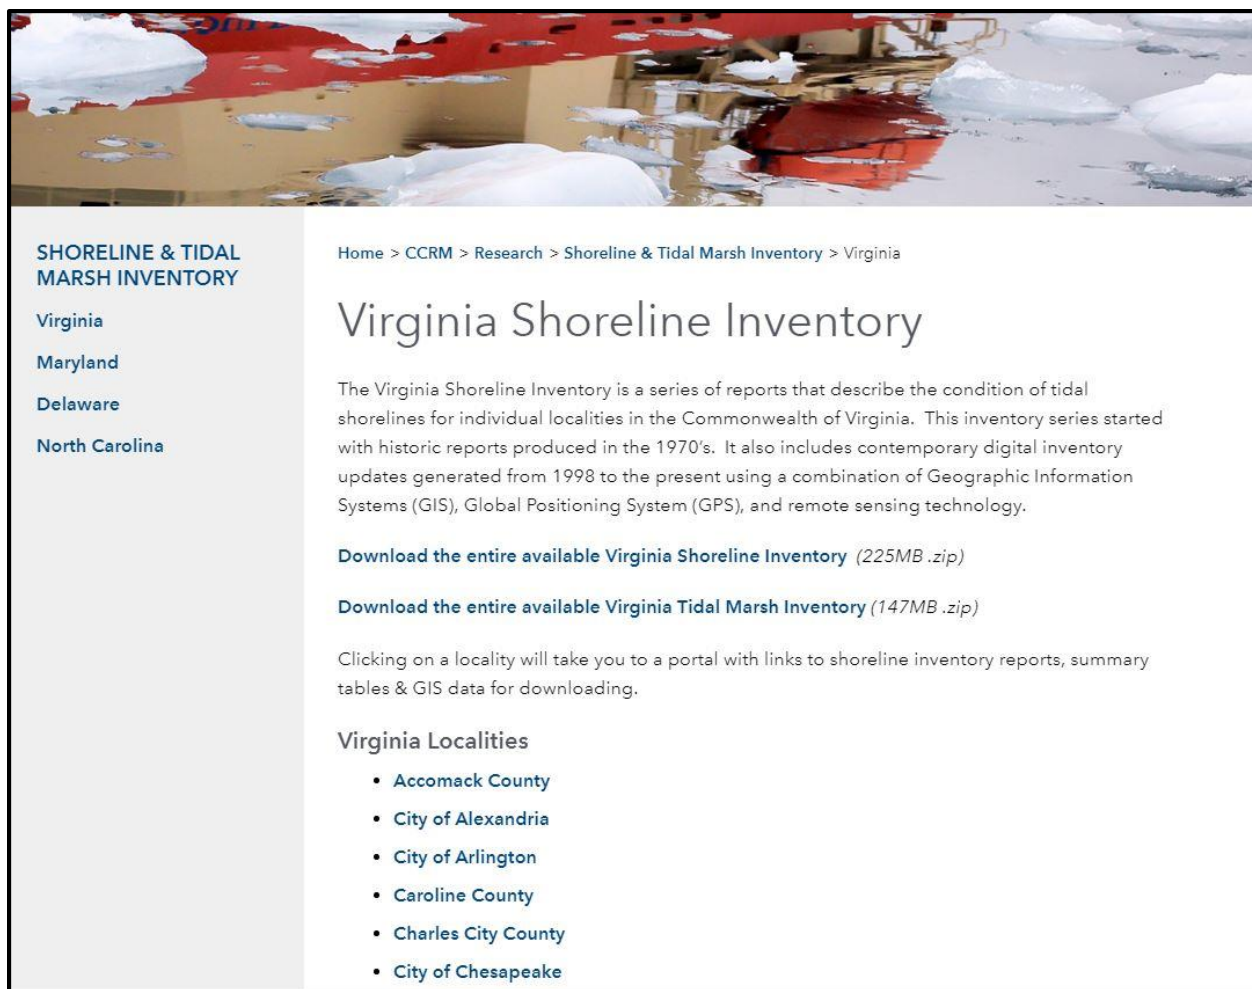 SHORELINE & TIDAL
MARSH INVENTORY
Virginia
Maryland
Delaware
North Carolina
Home > CCRM > Research > Shoreline & Tidal Marsh Inventory > Virginia
Virginia Shoreline Inventory
The Virginia Shoreline Inventory is a series of reports that describe the condition of tidal
shorelines for individual localities in the Commonwealth of Virginia.  This inventory series started
with historic reports produced in the 1970's.  It also includes contemporary digital inventory
updates generated from 1998 to the present using a combination of Geographic Information
Systems (GIS), Global Positioning System (GPS), and remote sensing technology.
Download the entire available Virginia Shoreline Inventory  (225MB .zip)
Download the entire available Virginia Tidal Marsh Inventory (147MB .zip)
Clicking on a locality will take you to a portal with links to shoreline inventory reports, summary
tables & GIS data for downloading.
Virginia Localities
• Accomack County
• City of Alexandria
• City of Arlington
• Caroline County
• Charles City County
• City of Chesapeake